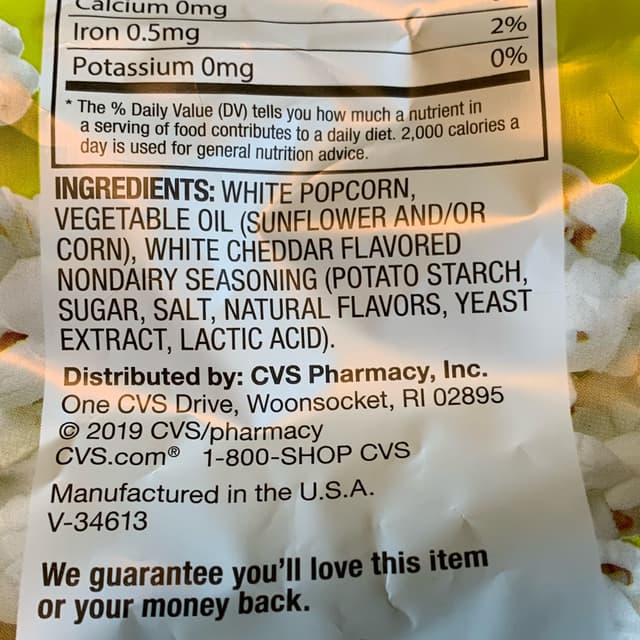 Calcium 0mg
Iron 0.5mg 2%
Potassium 0mg 0%
* The % Daily Value (DV) tells you how much a nutrient in
a serving of food contributes to a daily diet. 2,000 calories a
day is used for general nutrition advice.
INGREDIENTS: WHITE POPCORN,
VEGETABLE OIL (SUNFLOWER AND/OR
CORN), WHITE CHEDDAR FLAVORED
NONDAIRY SEASONING (POTATO STARCH,
SUGAR, SALT, NATURAL FLAVORS, YEAST
EXTRACT, LACTIC ACID).
Distributed by: CVS Pharmacy, Inc.
One CVS Drive, Woonsocket, RI 02895
© 2019 CVS/pharmacy
CVS.com® 1-800-SHOP CVS
Manufactured in the U.S.A.
V-34613
We guarantee you'll love this item
or your money back.